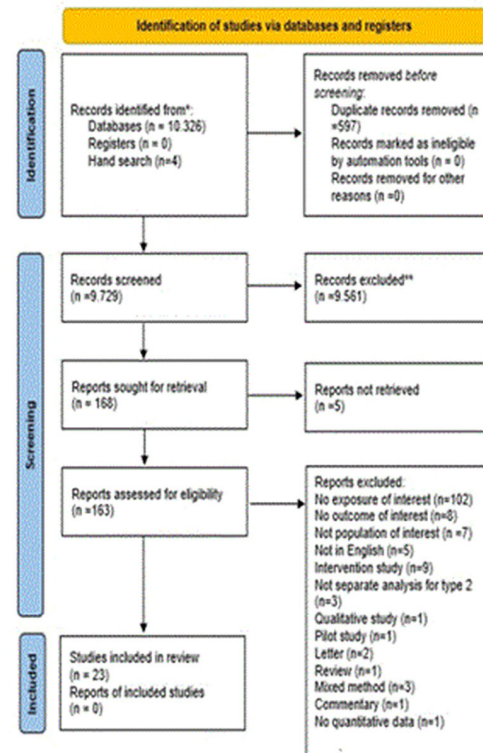 Identification of studies via databases and registers
Identification
Records identified from*:
Databases (n = 10.326)
Registers (n = 0)
Hand search (n=4)
Records removed before
screening:
Duplicate records removed (n
=597)
Records marked as ineligible
by automation tools (n = 0)
Records removed for other
reasons (n =0)
Screening
Records screened
(n =9.729)
Records excluded**
(n =9.561)
Reports sought for retrieval
(n = 168)
Reports not retrieved
(n =5)
Reports assessed for eligibility
(n =163)
Reports excluded:
No exposure of interest (n=102)
No outcome of interest (n=8)
Not population of interest (n =7)
Not in English (n=5)
Intervention study (n=9)
Not separate analysis for type 2
(n=3)
Qualitative study (n=1)
Pilot study (n=1)
Letter (n=2)
Review (n=1)
Mixed method (n=3)
Commentary (n=1)
No quantitative data (n=1)
Included
Studies included in review
(n = 23)
Reports of included studies
(n = 0)